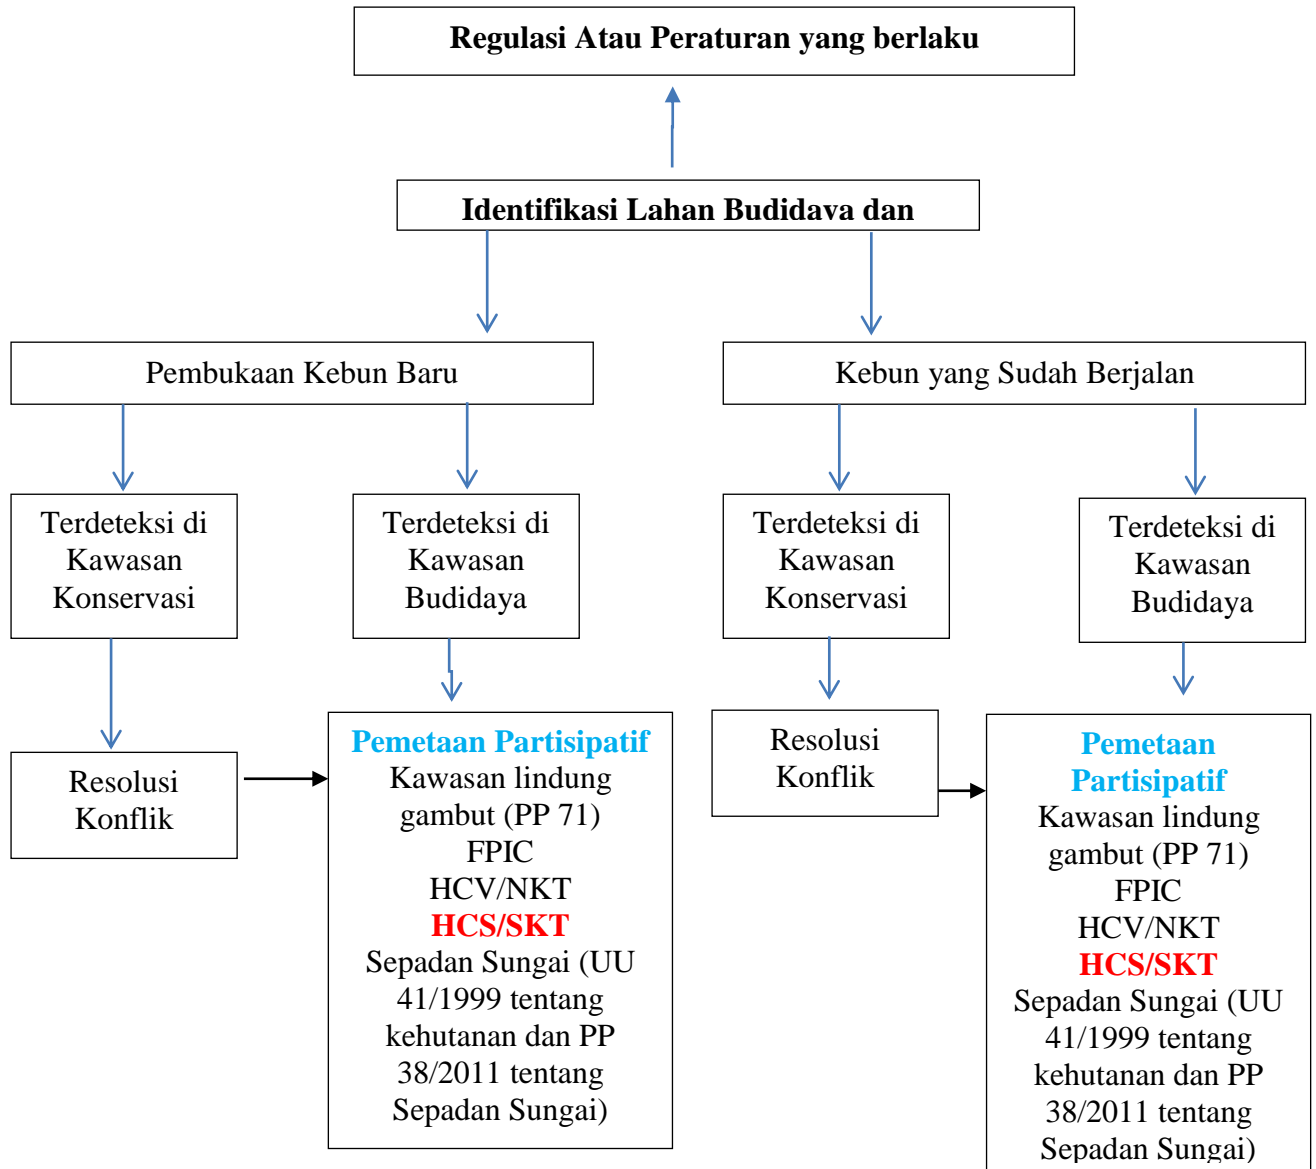 Regulasi Atau Peraturan yang berlaku
Identifikasi Lahan Budidaya dan
Pembukaan Kebun Baru
Kebun yang Sudah Berjalan
Terdeteksi di
Kawasan
Konservasi
Terdeteksi di
Kawasan
Budidaya
Terdeteksi di
Kawasan
Konservasi
Terdeteksi di
Kawasan
Budidaya
Resolusi
Konflik
Pemetaan Partisipatif
Kawasan lindung
gambut (PP 71)
FPIC
HCV/NKT
HCS/SKT
Sepadan Sungai (UU
41/1999 tentang
kehutanan dan PP
38/2011 tentang
Sepadan Sungai)
Resolusi
Konflik
Pemetaan
Partisipatif
Kawasan lindung
gambut (PP 71)
FPIC
HCV/NKT
HCS/SKT
Sepadan Sungai (UU
41/1999 tentang
kehutanan dan PP
38/2011 tentang
Sepadan Sungai)